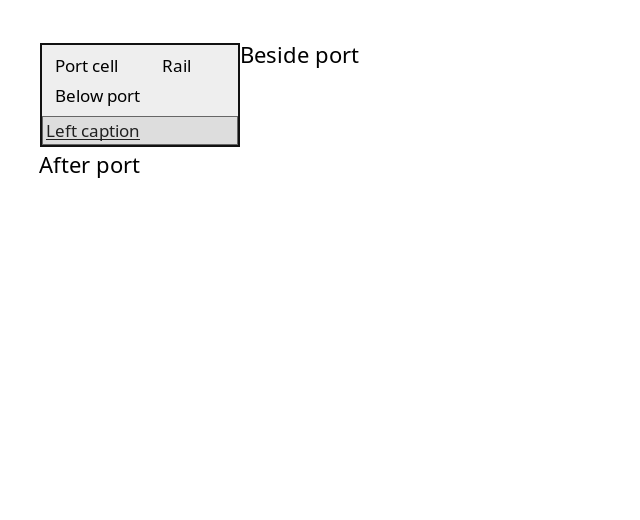 Port cell Rail
Below port
Left caption
Beside port
After port